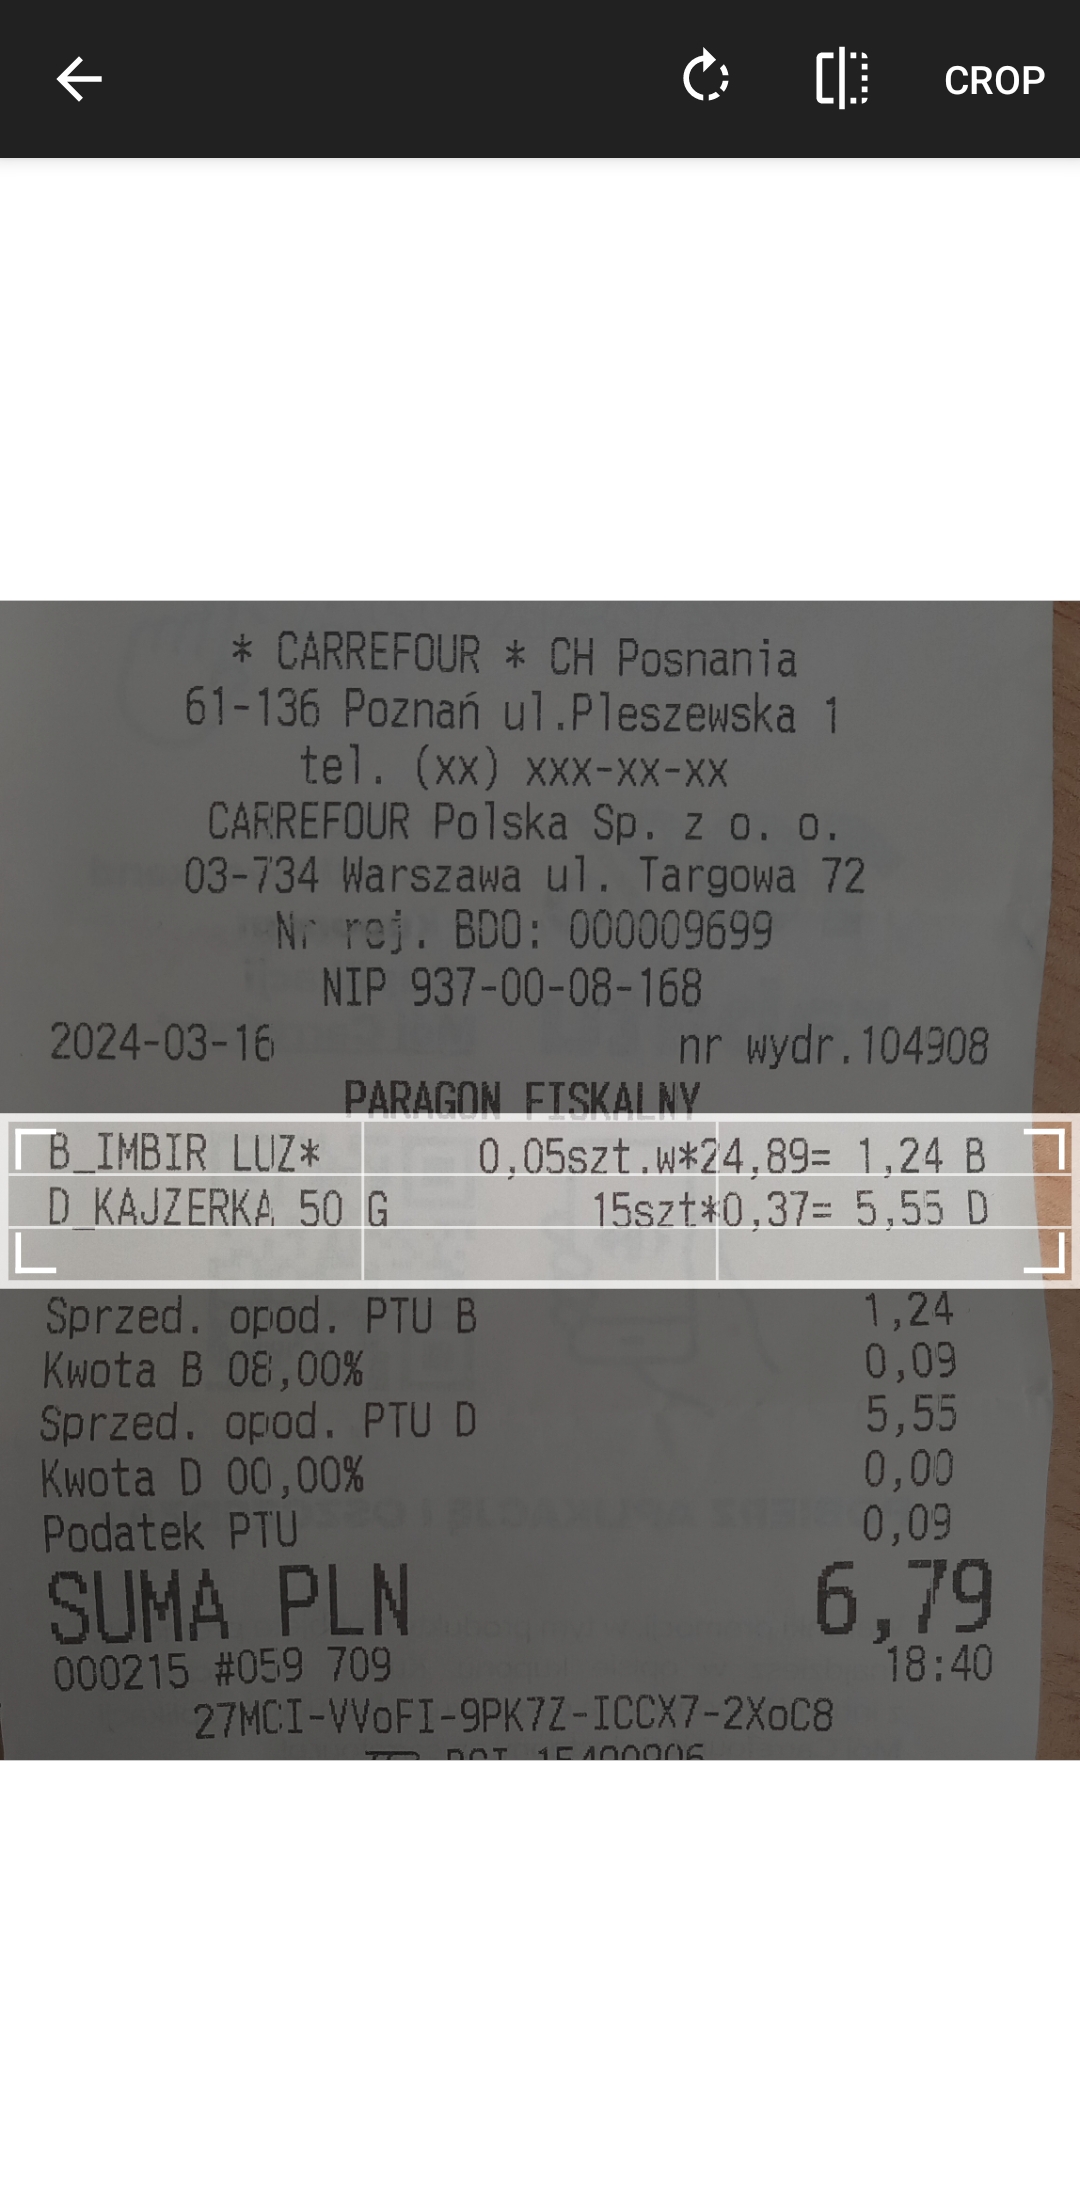 CROP
* CARREFOUR * CH Posnania
61-136 Poznań ul.Pleszewska 1
tel. (xx) xxx-xx-xx
CARREFOUR Polska Sp. z o. o.
03-734 Warszawa ul. Targowa 72
Nr rej. BDO: 000009699
NIP 937-00-08-168
2024-03-16 nr wydr.104908
PARAGON FISKALNY
B_IMBIR LUZ* 0,05szt.w*24,89= 1,24 B
D_KAJZERKA 50 G 15szt*0,37= 5,55 D
Sprzed. opod. PTU B 1,24
Kwota B 08,00% 0,09
Sprzed. opod. PTU D 5,55
Kwota D 00,00% 0,00
Podatek PTU 0,09
SUMA PLN 6,79
000215 #059 709 18:40
27MCI-VVoFI-9PK7Z-ICCX7-2XoC8